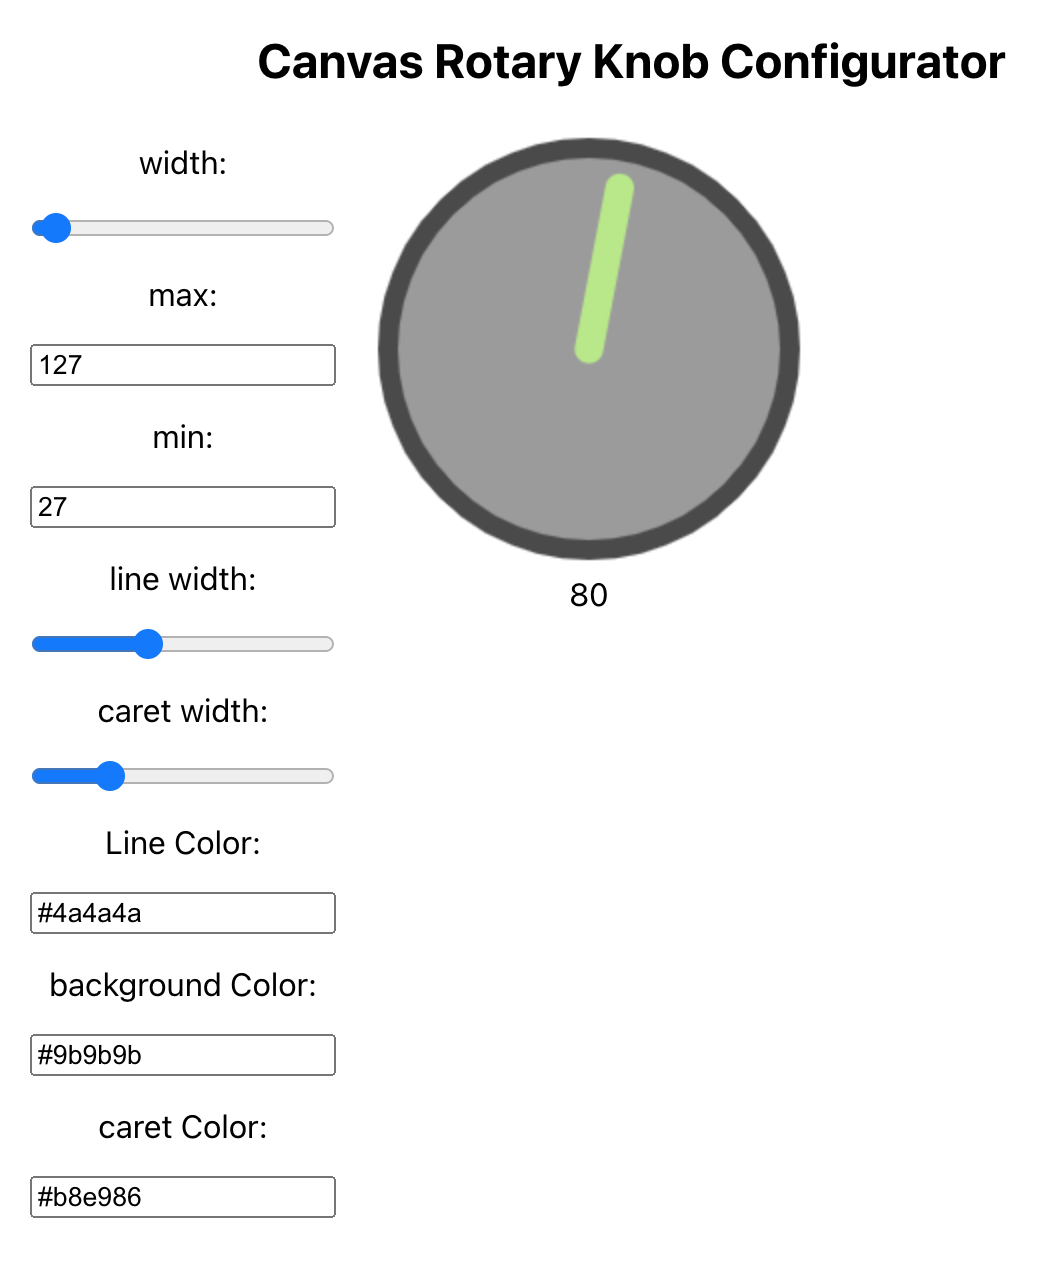 Canvas Rotary Knob Configurator
width:
max:
127
min:
27
line width:
caret width:
Line Color:
#4a4a4a
background Color:
#9b9b9b
caret Color:
#b8e986
80